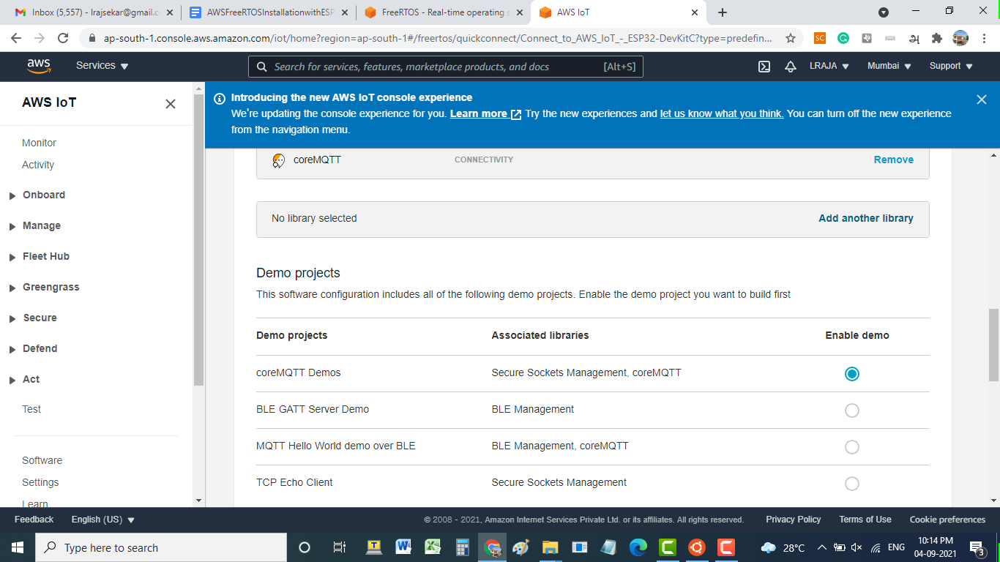 Inbox (5,557) - lrajsekar@gmail.c
AWSFreeRTOSInstallationwithESP
FreeRTOS - Real-time operating s
AWS IoT
ap-south-1.console.aws.amazon.com/iot/home?region=ap-south-1#/freertos/quickconnect/Connect_to_AWS_IoT_-_ESP32-DevKitC?type=predefin...
SC
aws
Services
Search for services, features, marketplace products, and docs
[Alt+S]
LRAJA
Mumbai
Support
AWS IoT
Monitor
Activity
Onboard
Manage
Fleet Hub
Greengrass
Secure
Defend
Act
Test
Software
Settings
Learn
Introducing the new AWS IoT console experience
We're updating the console experience for you. Learn more Try the new experiences and let us know what you think. You can turn off the new experience
from the navigation menu.
coreMQTT CONNECTIVITY Remove
No library selected Add another library
Demo projects
This software configuration includes all of the following demo projects. Enable the demo project you want to build first
Demo projects Associated libraries Enable demo
coreMQTT Demos Secure Sockets Management, coreMQTT
BLE GATT Server Demo BLE Management
MQTT Hello World demo over BLE BLE Management, coreMQTT
TCP Echo Client Secure Sockets Management
Feedback English (US) © 2008 - 2021, Amazon Internet Services Private Ltd. or its affiliates. All rights reserved. Privacy Policy Terms of Use Cookie preferences
Type here to search
28°C
ENG
10:14 PM
04-09-2021
3